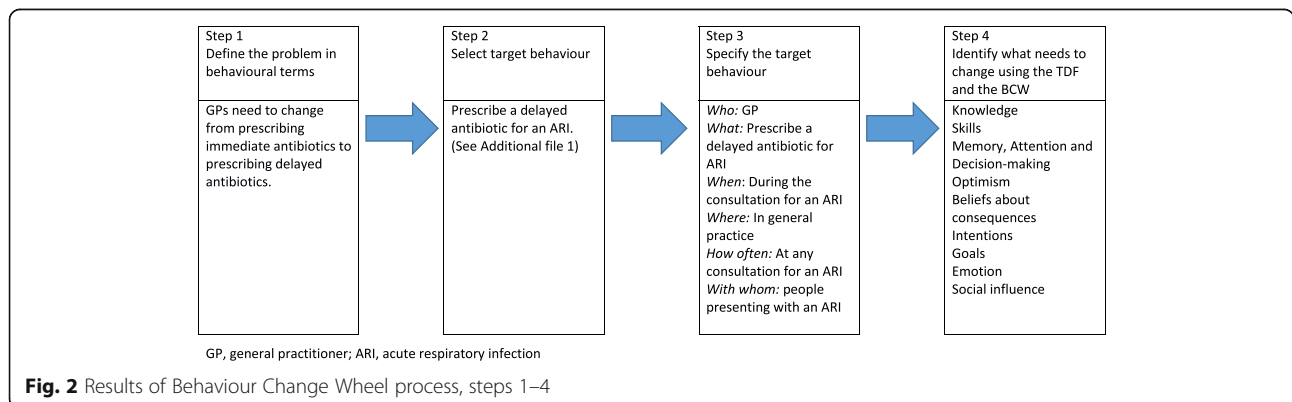 Step 1
Define the problem in
behavioural terms
GPs need to change
from prescribing
immediate antibiotics to
prescribing delayed
antibiotics.
Step 2
Select target behaviour
Prescribe a delayed
antibiotic for an ARI.
(See Additional file 1)
Step 3
Specify the target
behaviour
Who: GP
What: Prescribe a
delayed antibiotic for
ARI
When: During the
consultation for an ARI
Where: In general
practice
How often: At any
consultation for an ARI
With whom: people
presenting with an ARI
Step 4
Identify what needs to
change using the TDF
and the BCW
Knowledge
Skills
Memory, Attention and
Decision-making
Optimism
Beliefs about
consequences
Intentions
Goals
Emotion
Social influence
GP, general practitioner; ARI, acute respiratory infection
Fig. 2 Results of Behaviour Change Wheel process, steps 1–4